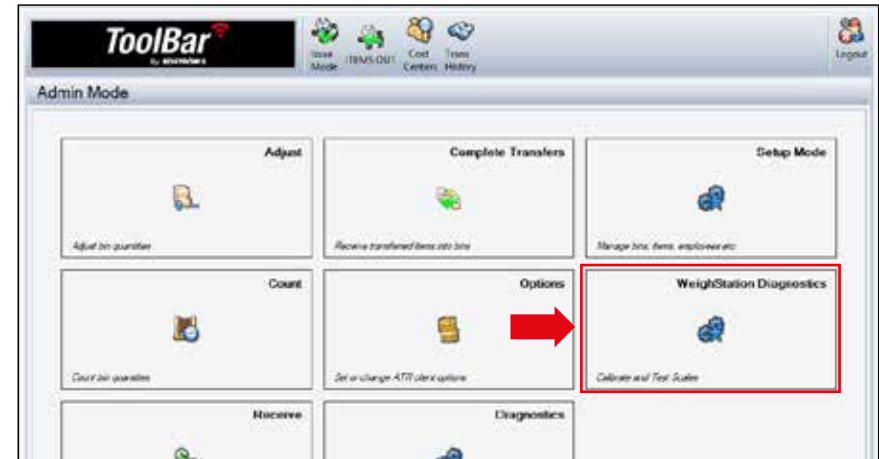 ToolBar
Issue Mode
ITEMS OUT
Cost Centers
Trans History
Logout
Admin Mode
Adjust
Adjust bin quantities
Complete Transfers
Receive transferred items into bins
Setup Mode
Manage bins, items, employees etc
Count
Count bin quantities
Options
Set or change ATR client options
WeighStation Diagnostics
Calibrate and Test Scales
Receive
Diagnostics